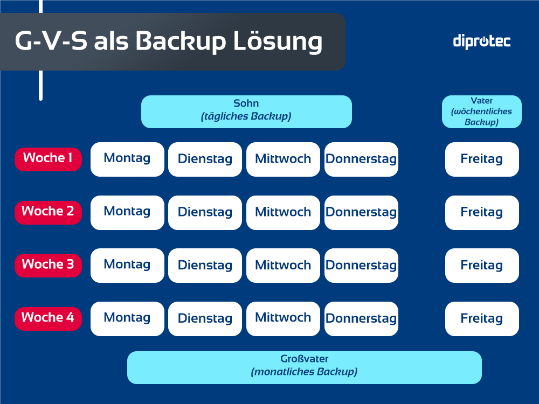 G-V-S als Backup Lösung
diprotec
Sohn
(tägliches Backup)
Vater
(wöchentliches
Backup)
Woche 1 Montag Dienstag Mittwoch Donnerstag Freitag
Woche 2 Montag Dienstag Mittwoch Donnerstag Freitag
Woche 3 Montag Dienstag Mittwoch Donnerstag Freitag
Woche 4 Montag Dienstag Mittwoch Donnerstag Freitag
Großvater
(monatliches Backup)